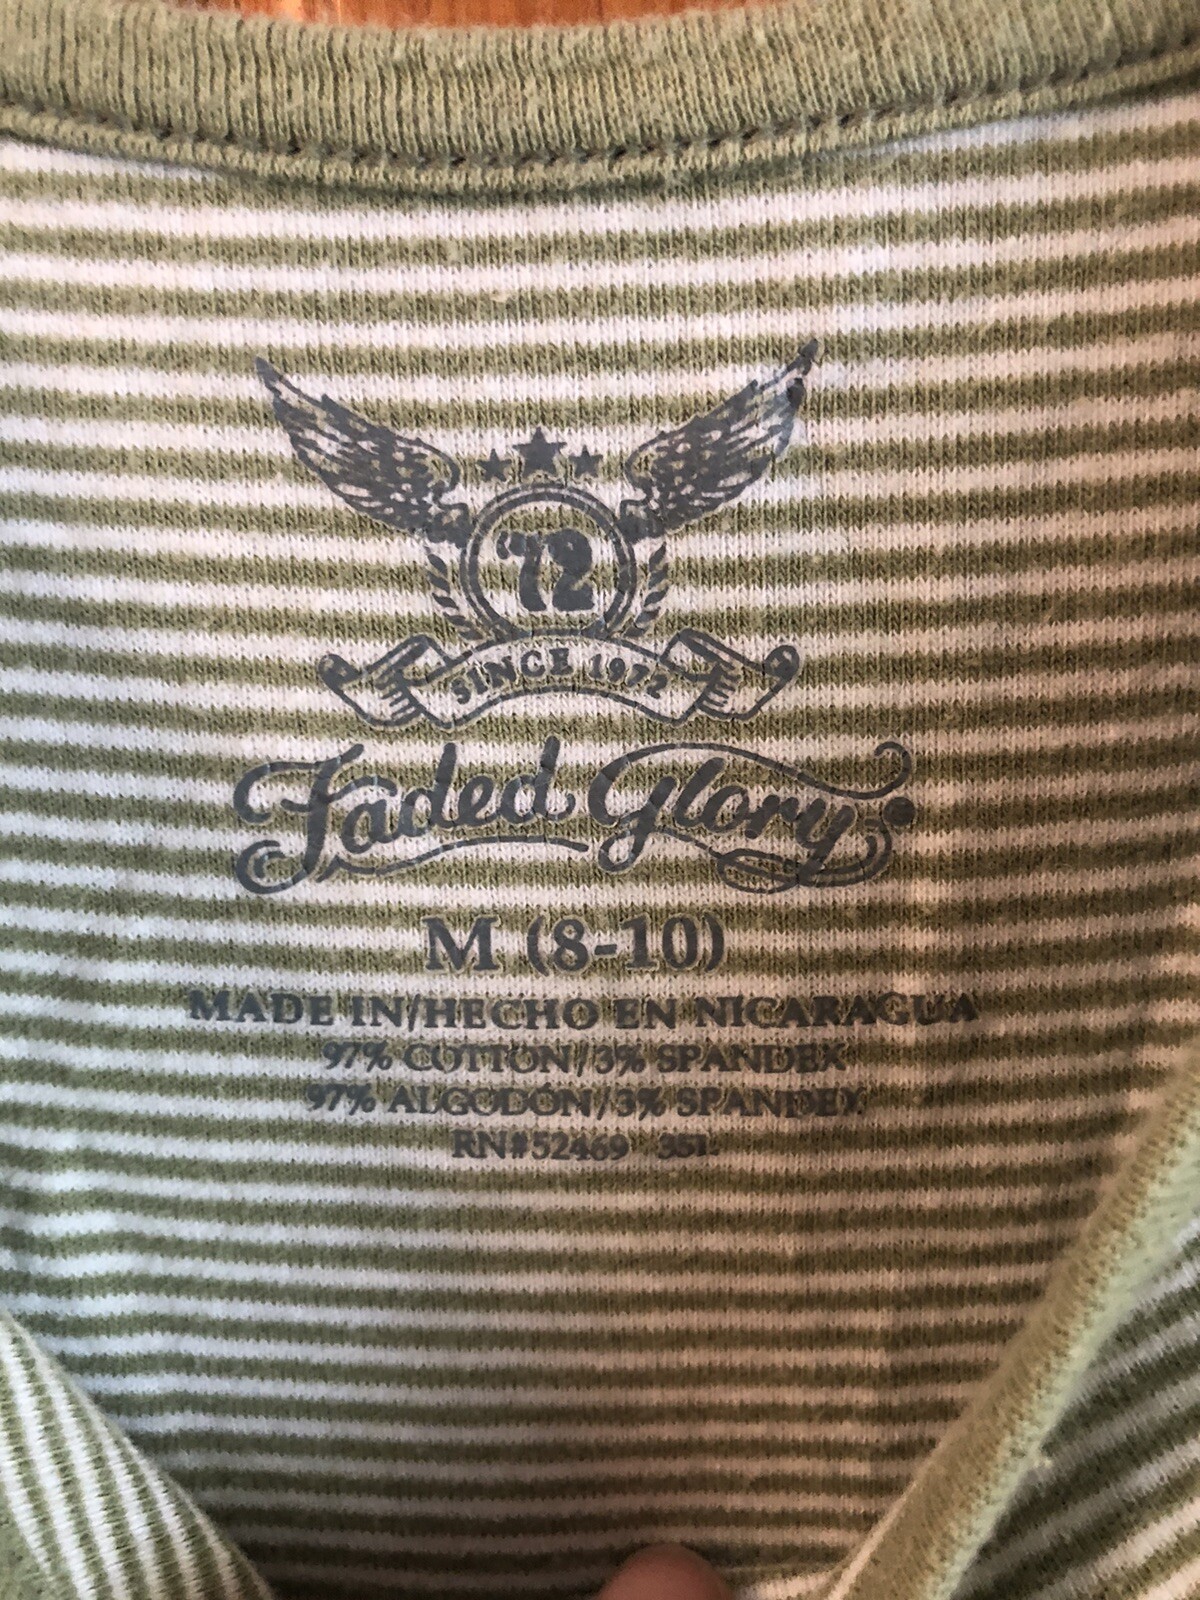 '72
SINCE 1972
Faded Glory
M (8-10)
MADE IN/HECHO EN NICARAGUA
97% COTTON/3% SPANDEX
97% ALGODÓN/3% SPANDEX
RN#52469